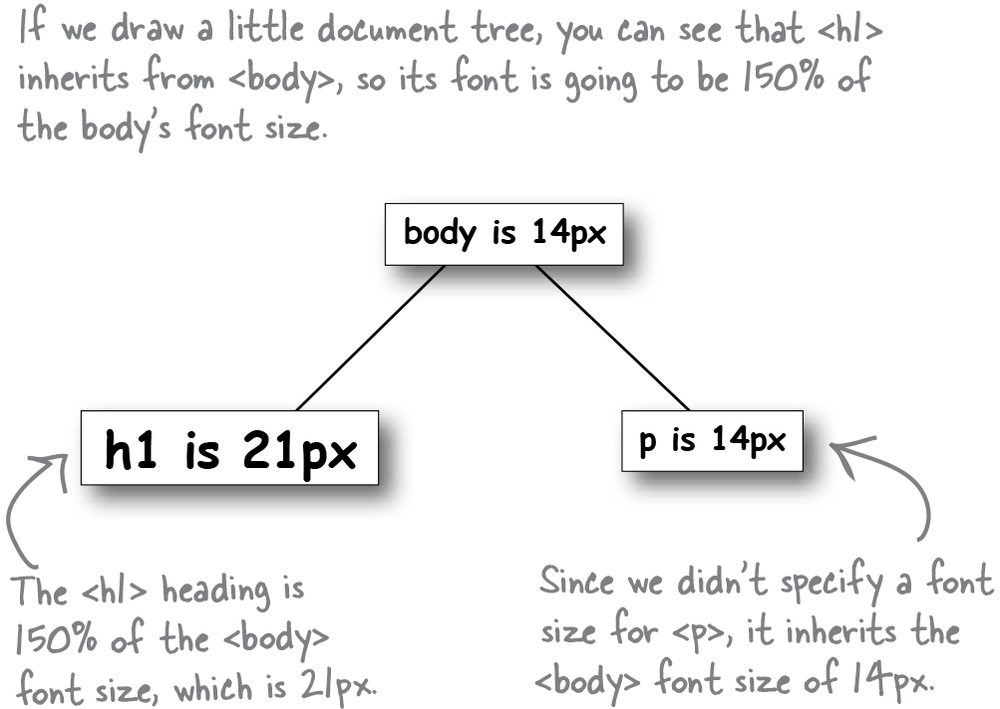 If we draw a little document tree, you can see that <h1>
inherits from <body>, so its font is going to be 150% of
the body's font size.
body is 14px
h1 is 21px
p is 14px
The <h1> heading is
150% of the <body>
font size, which is 21px.
Since we didn't specify a font
size for <p>, it inherits the
<body> font size of 14px.